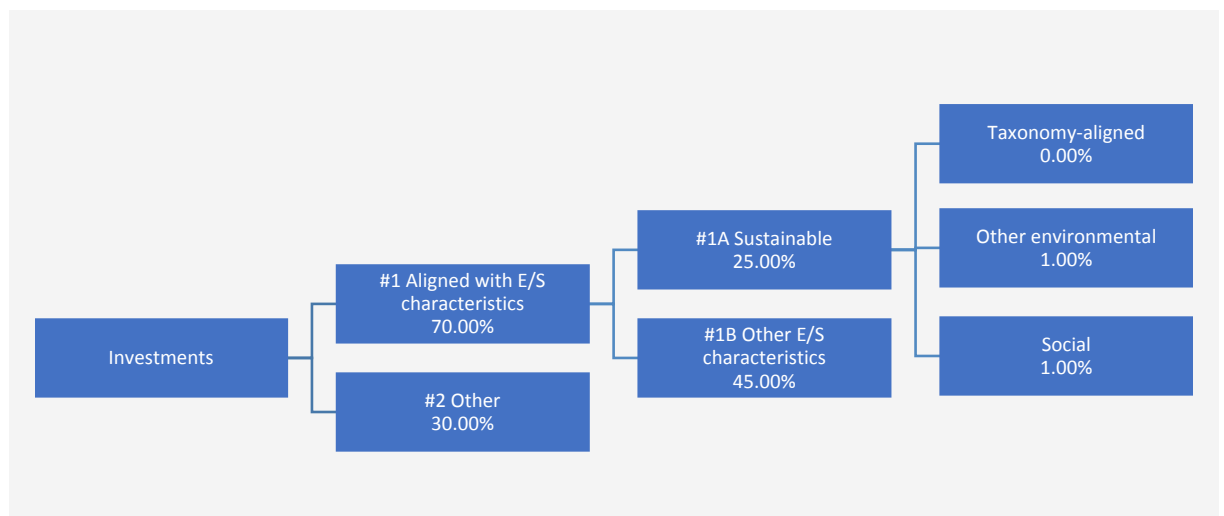 Investments
#1 Aligned with E/S
characteristics
70.00%
#2 Other
30.00%
#1A Sustainable
25.00%
#1B Other E/S
characteristics
45.00%
Taxonomy-aligned
0.00%
Other environmental
1.00%
Social
1.00%